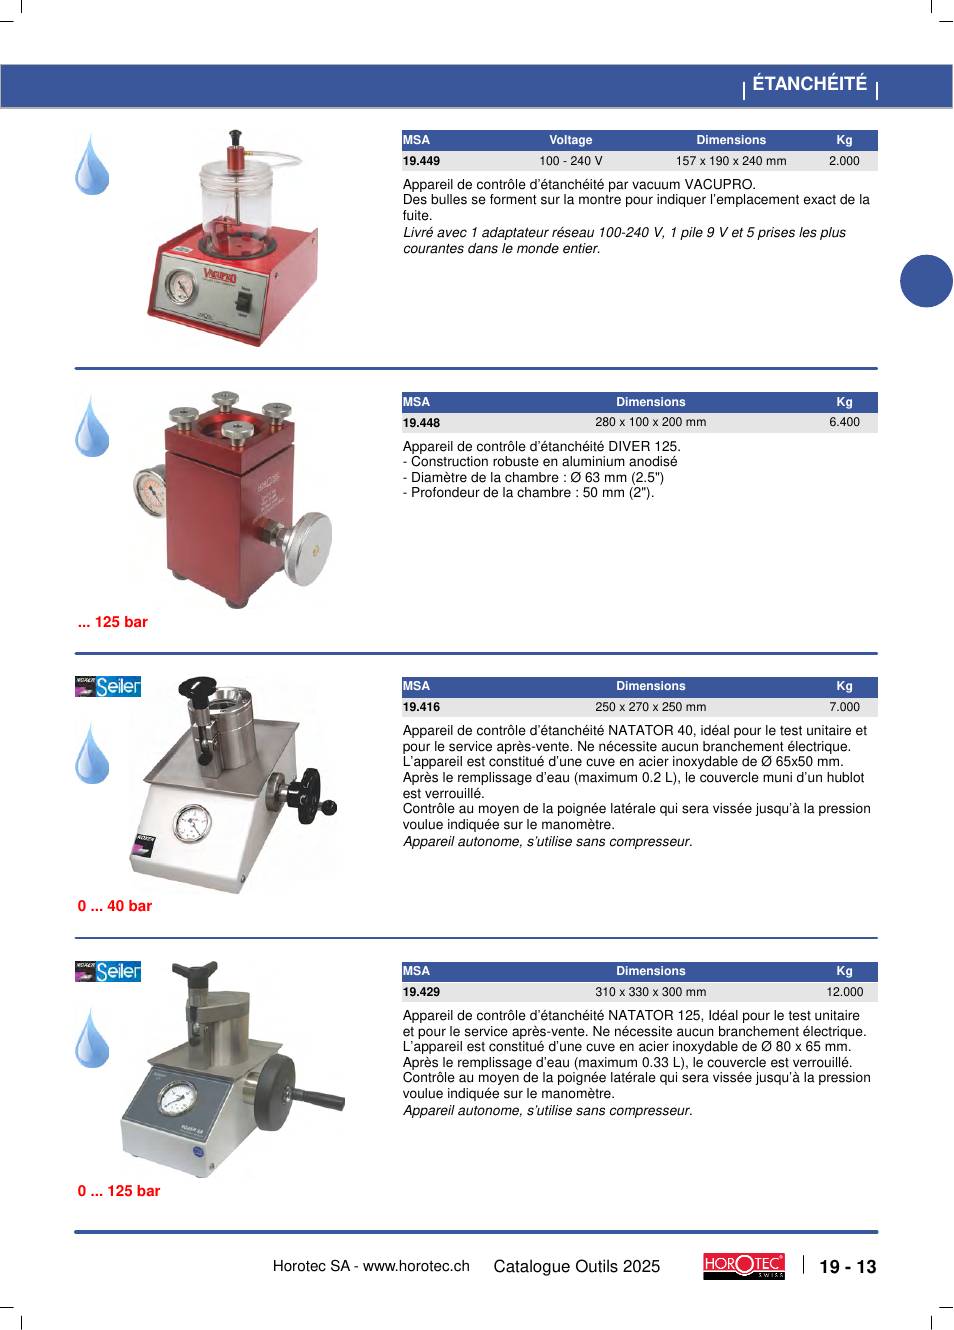 ÉTANCHÉITÉ
MSA Voltage Dimensions Kg
19.449 100 - 240 V 157 x 190 x 240 mm 2.000
Appareil de contrôle d'étanchéité par vacuum VACUPRO.
Des bulles se forment sur la montre pour indiquer l'emplacement exact de la
fuite.
Livré avec 1 adaptateur réseau 100-240 V, 1 pile 9 V et 5 prises les plus
courantes dans le monde entier.
VACUPRO
MSA Dimensions Kg
19.448 280 x 100 x 200 mm 6.400
Appareil de contrôle d'étanchéité DIVER 125.
- Construction robuste en aluminium anodisé
- Diamètre de la chambre : Ø 63 mm (2.5")
- Profondeur de la chambre : 50 mm (2").
... 125 bar
Seiler
MSA Dimensions Kg
19.416 250 x 270 x 250 mm 7.000
Appareil de contrôle d'étanchéité NATATOR 40, idéal pour le test unitaire et
pour le service après-vente. Ne nécessite aucun branchement électrique.
L'appareil est constitué d'une cuve en acier inoxydable de Ø 65x50 mm.
Après le remplissage d'eau (maximum 0.2 L), le couvercle muni d'un hublot
est verrouillé.
Contrôle au moyen de la poignée latérale qui sera vissée jusqu'à la pression
voulue indiquée sur le manomètre.
Appareil autonome, s'utilise sans compresseur.
0 ... 40 bar
Seiler
MSA Dimensions Kg
19.429 310 x 330 x 300 mm 12.000
Appareil de contrôle d'étanchéité NATATOR 125, Idéal pour le test unitaire
et pour le service après-vente. Ne nécessite aucun branchement électrique.
L'appareil est constitué d'une cuve en acier inoxydable de Ø 80 x 65 mm.
Après le remplissage d'eau (maximum 0.33 L), le couvercle est verrouillé.
Contrôle au moyen de la poignée latérale qui sera vissée jusqu'à la pression
voulue indiquée sur le manomètre.
Appareil autonome, s'utilise sans compresseur.
0 ... 125 bar
Horotec SA - www.horotec.ch Catalogue Outils 2025 HOROTEC® SWISS 19 - 13